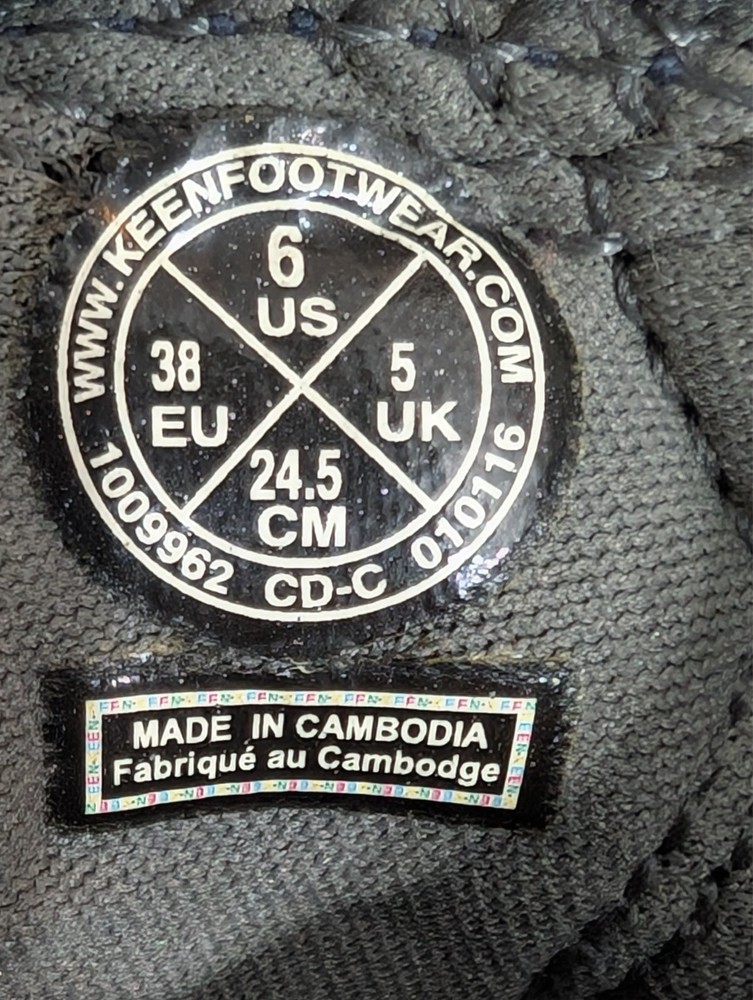 WWW.KEENFOOTWEAR.COM
6
US
38
EU
5
UK
24.5
CM
1009962 CD-C 010116
MADE IN CAMBODIA
Fabriqué au Cambodge